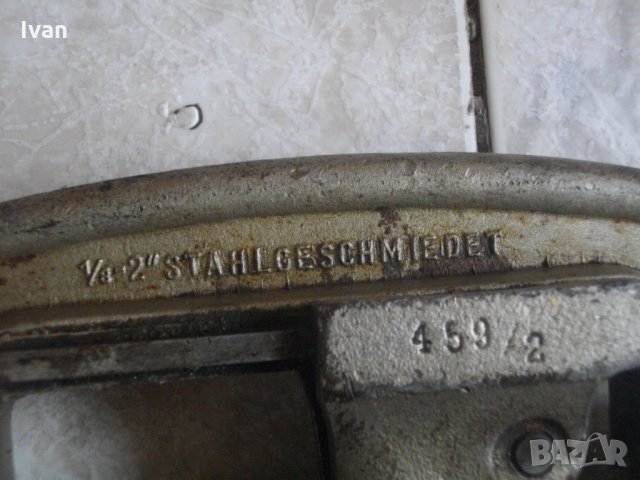 Ivan
1/4-2" STAHLGESCHMIEDET
459/2
BAZAR